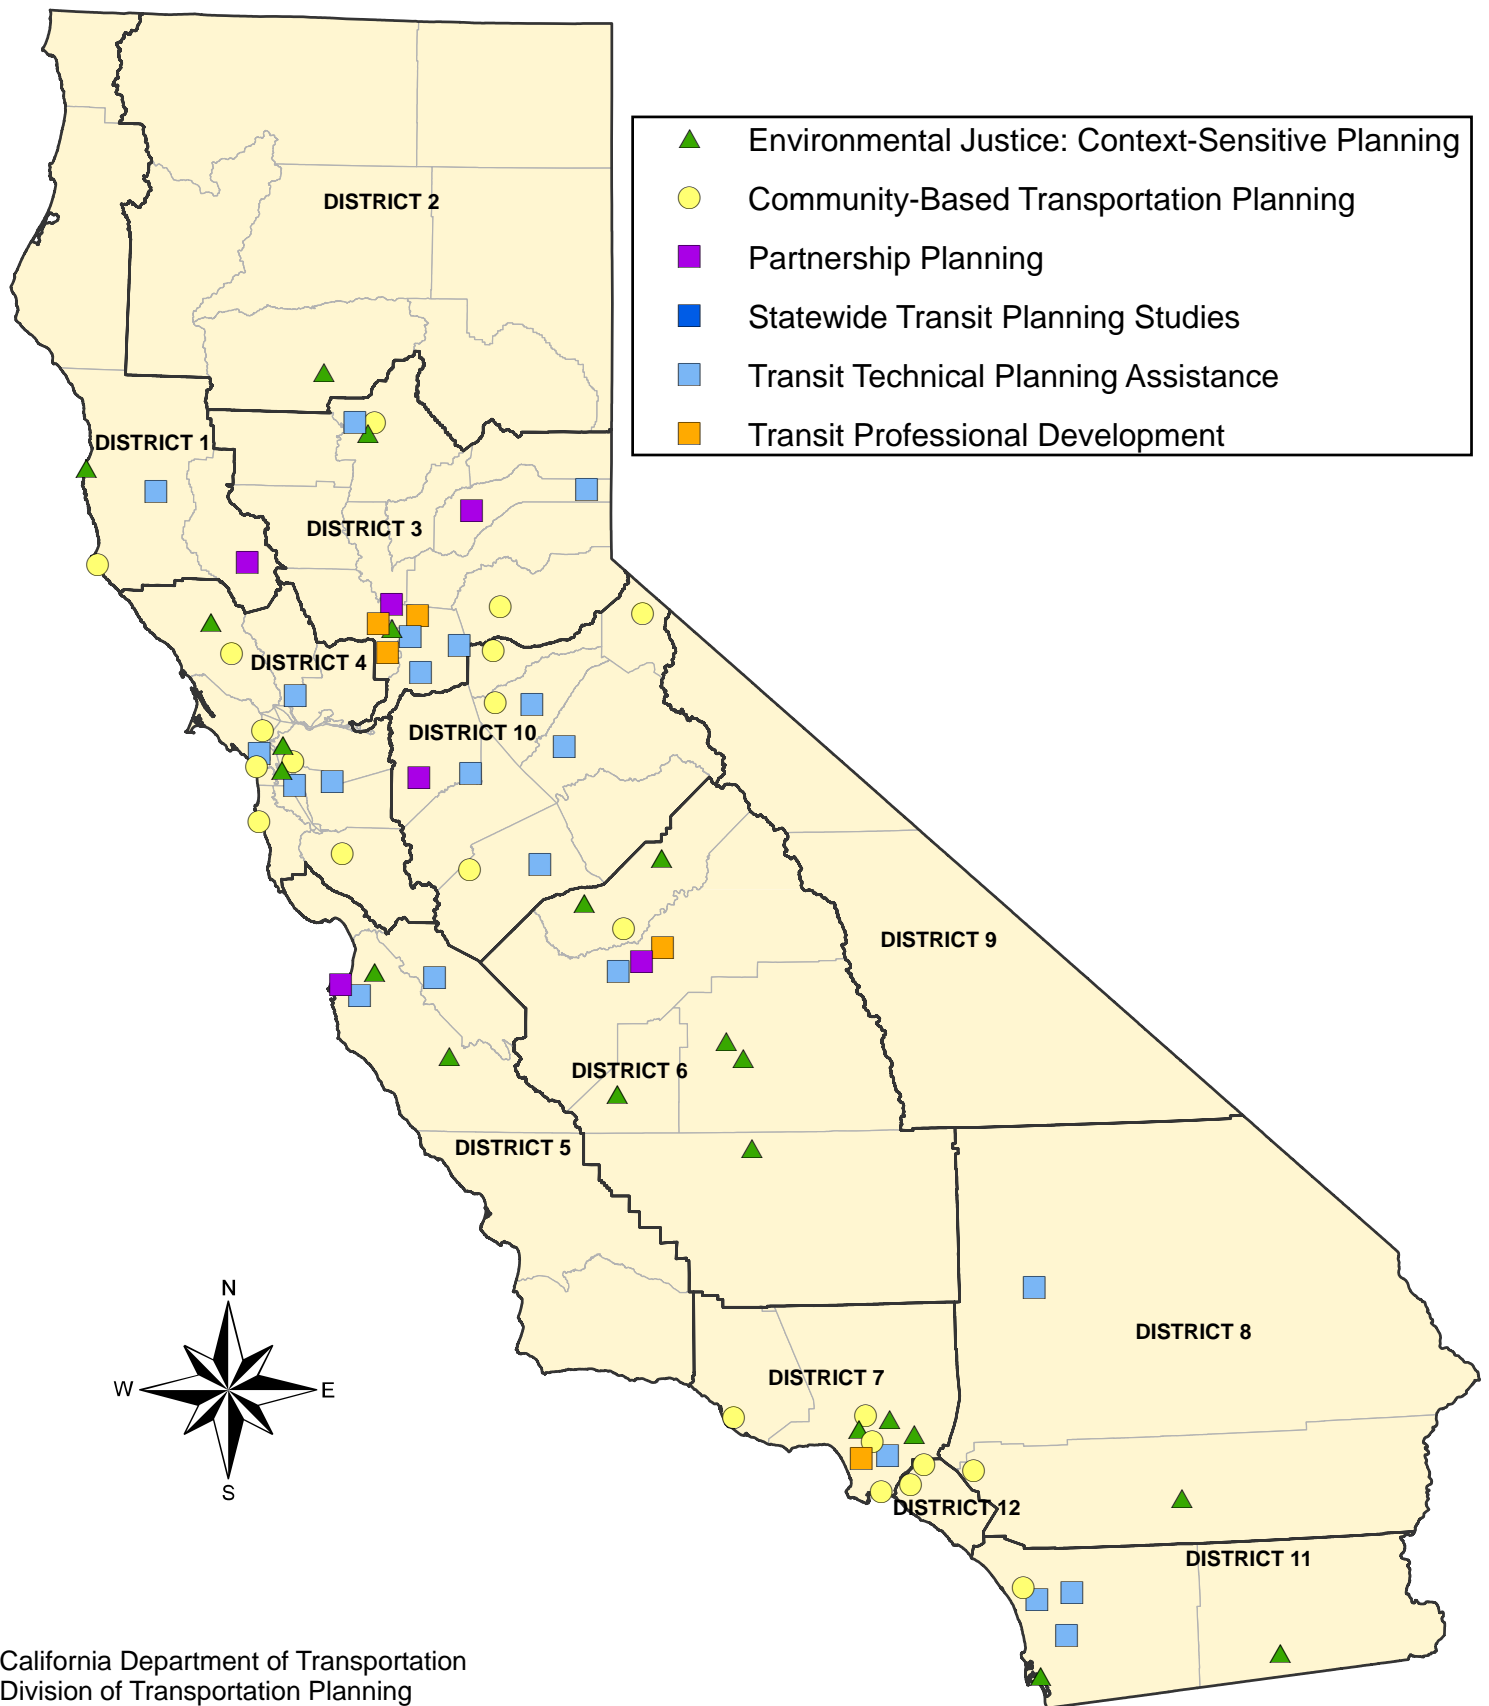 Environmental Justice: Context-Sensitive Planning
Community-Based Transportation Planning
Partnership Planning
Statewide Transit Planning Studies
Transit Technical Planning Assistance
Transit Professional Development
DISTRICT 2
DISTRICT 1
DISTRICT 3
DISTRICT 4
DISTRICT 10
DISTRICT 9
DISTRICT 6
DISTRICT 5
DISTRICT 8
DISTRICT 7
DISTRICT 12
DISTRICT 11
N
W
E
S
California Department of Transportation
Division of Transportation Planning